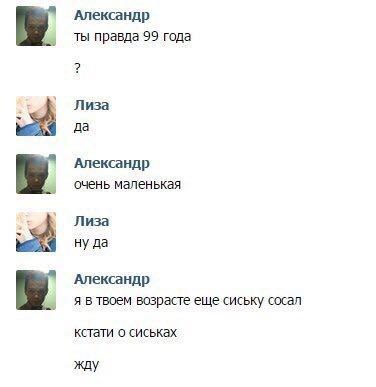 Александр
ты правда 99 года
?
Лиза
да
Александр
очень маленькая
Лиза
ну да
Александр
я в твоем возрасте еще сиську сосал
кстати о сиськах
жду